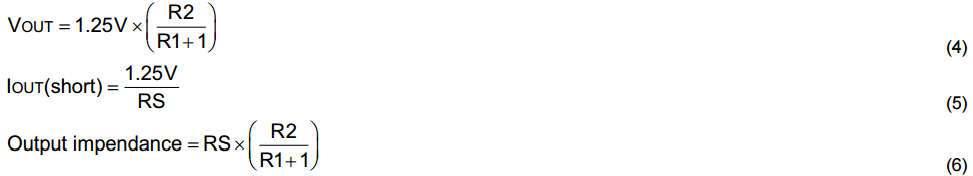 VOUT = 1.25V × (R2 / (R1+1))
(4)
IOUT(short) = 1.25V / RS
(5)
Output impendance = RS × (R2 / (R1+1))
(6)